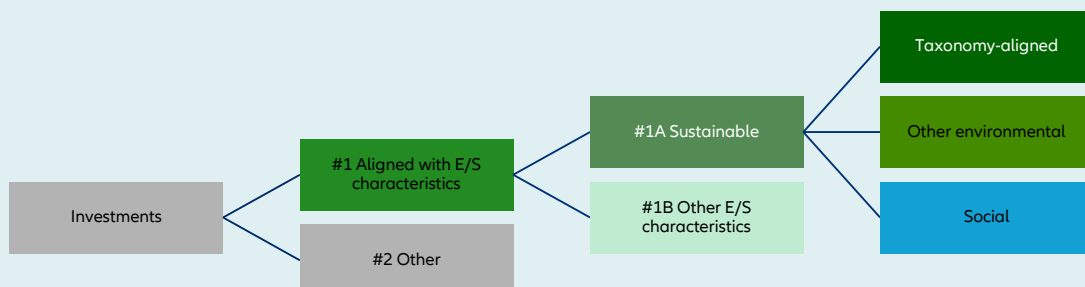 Investments
#1 Aligned with E/S
characteristics
#2 Other
#1A Sustainable
#1B Other E/S
characteristics
Taxonomy-aligned
Other environmental
Social